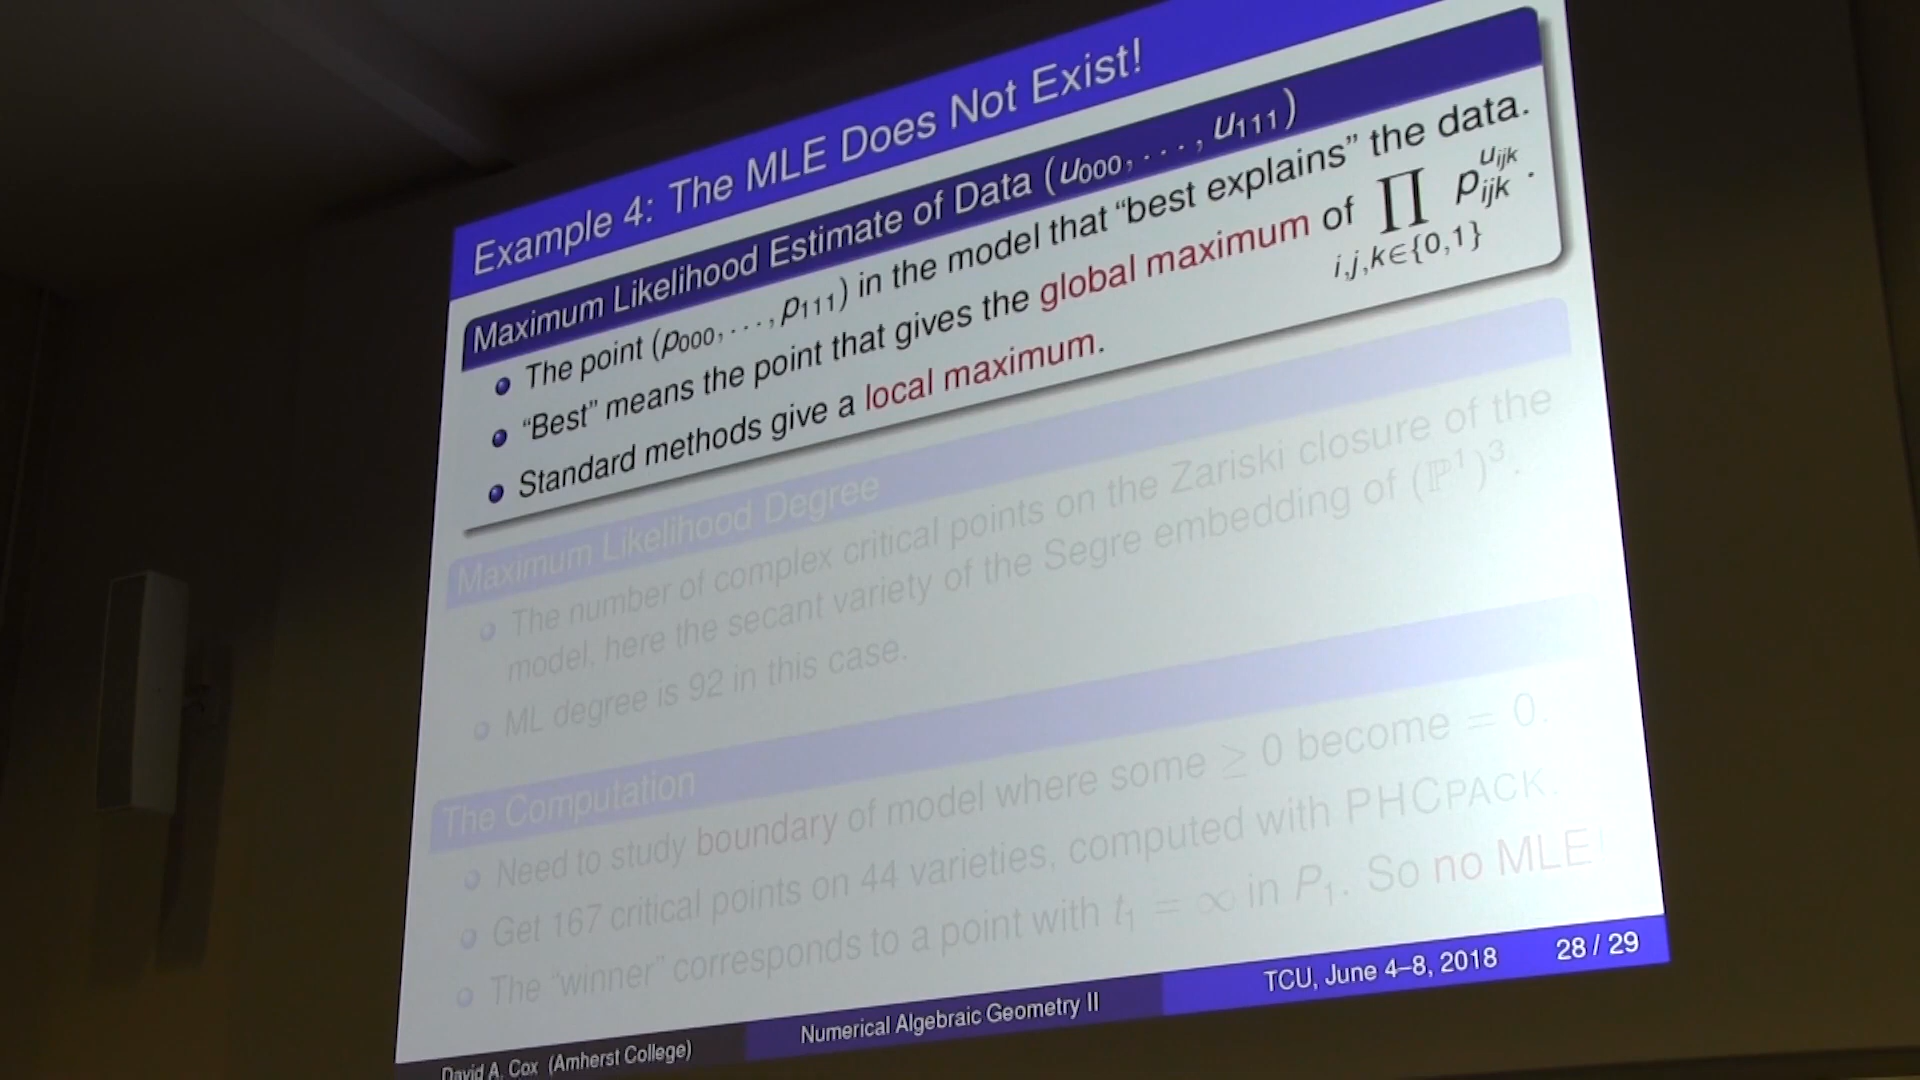 Example 4: The MLE Does Not Exist!
Maximum Likelihood Estimate of Data (u₀₀₀, · · · , u₁₁₁)
The point (p₀₀₀, . . . , p₁₁₁) in the model that “best explains” the data.
“Best” means the point that gives the global maximum of ∏_{i,j,k∈{0,1}} p_{ijk}^{u_{ijk}}.
Standard methods give a local maximum.
Maximum Likelihood Degree
The number of complex critical points on the Zariski closure of the
model, here the secant variety of the Segre embedding of (ℙ¹)³.
ML degree is 92 in this case.
The Computation
Need to study boundary of model where some ≥ 0 become = 0.
Get 167 critical points on 44 varieties, computed with PHCPACK.
The “winner” corresponds to a point with t₁ = ∞ in P₁. So no MLE!
David A. Cox (Amherst College)
Numerical Algebraic Geometry II
TCU, June 4–8, 2018
28 / 29